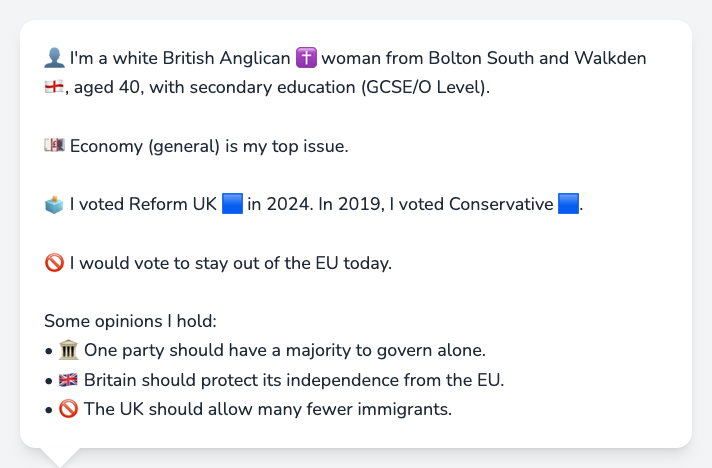 👤 I'm a white British Anglican ✝️ woman from Bolton South and Walkden
🏴󠁧󠁢󠁥󠁮󠁧󠁿, aged 40, with secondary education (GCSE/O Level).
💷 Economy (general) is my top issue.
🗳️ I voted Reform UK 🟦 in 2024. In 2019, I voted Conservative 🟦.
🚫 I would vote to stay out of the EU today.
Some opinions I hold:
• 🏛️ One party should have a majority to govern alone.
• 🇬🇧 Britain should protect its independence from the EU.
• 🚫 The UK should allow many fewer immigrants.